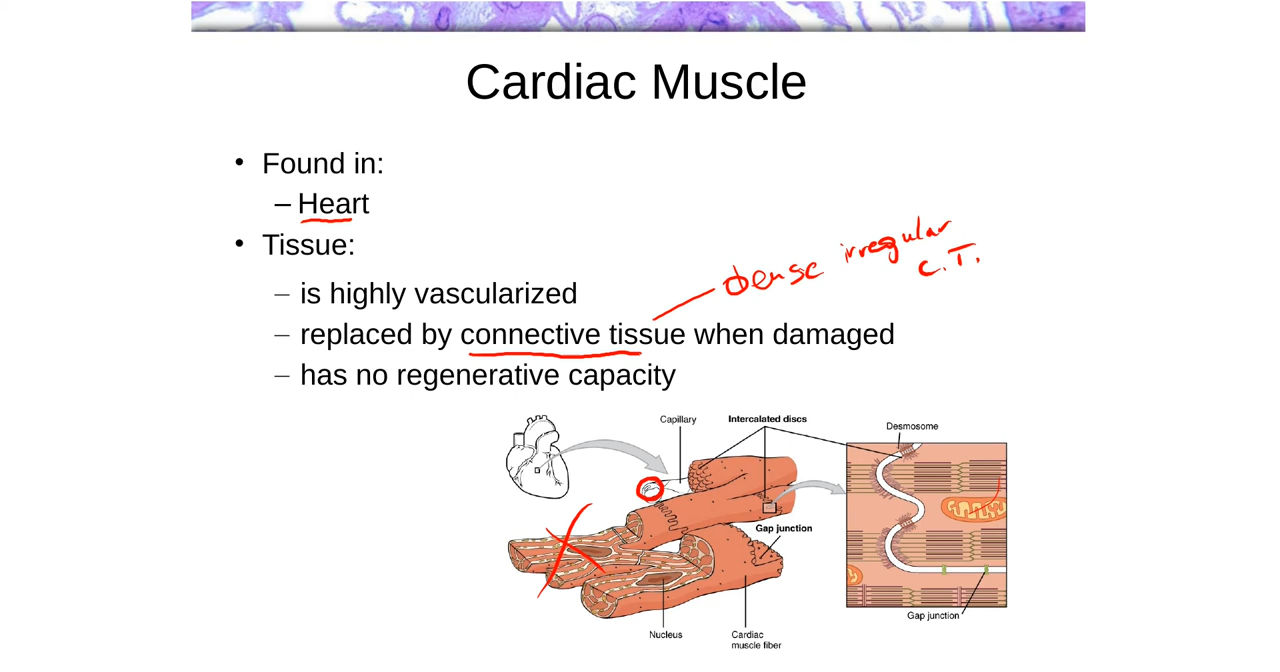 Cardiac Muscle
• Found in:
– Heart
• Tissue:
– is highly vascularized
dense irregular
C.T.
– replaced by connective tissue when damaged
– has no regenerative capacity
Capillary
Intercalated discs
Desmosome
Gap junction
Gap junction
Nucleus
Cardiac
muscle fiber